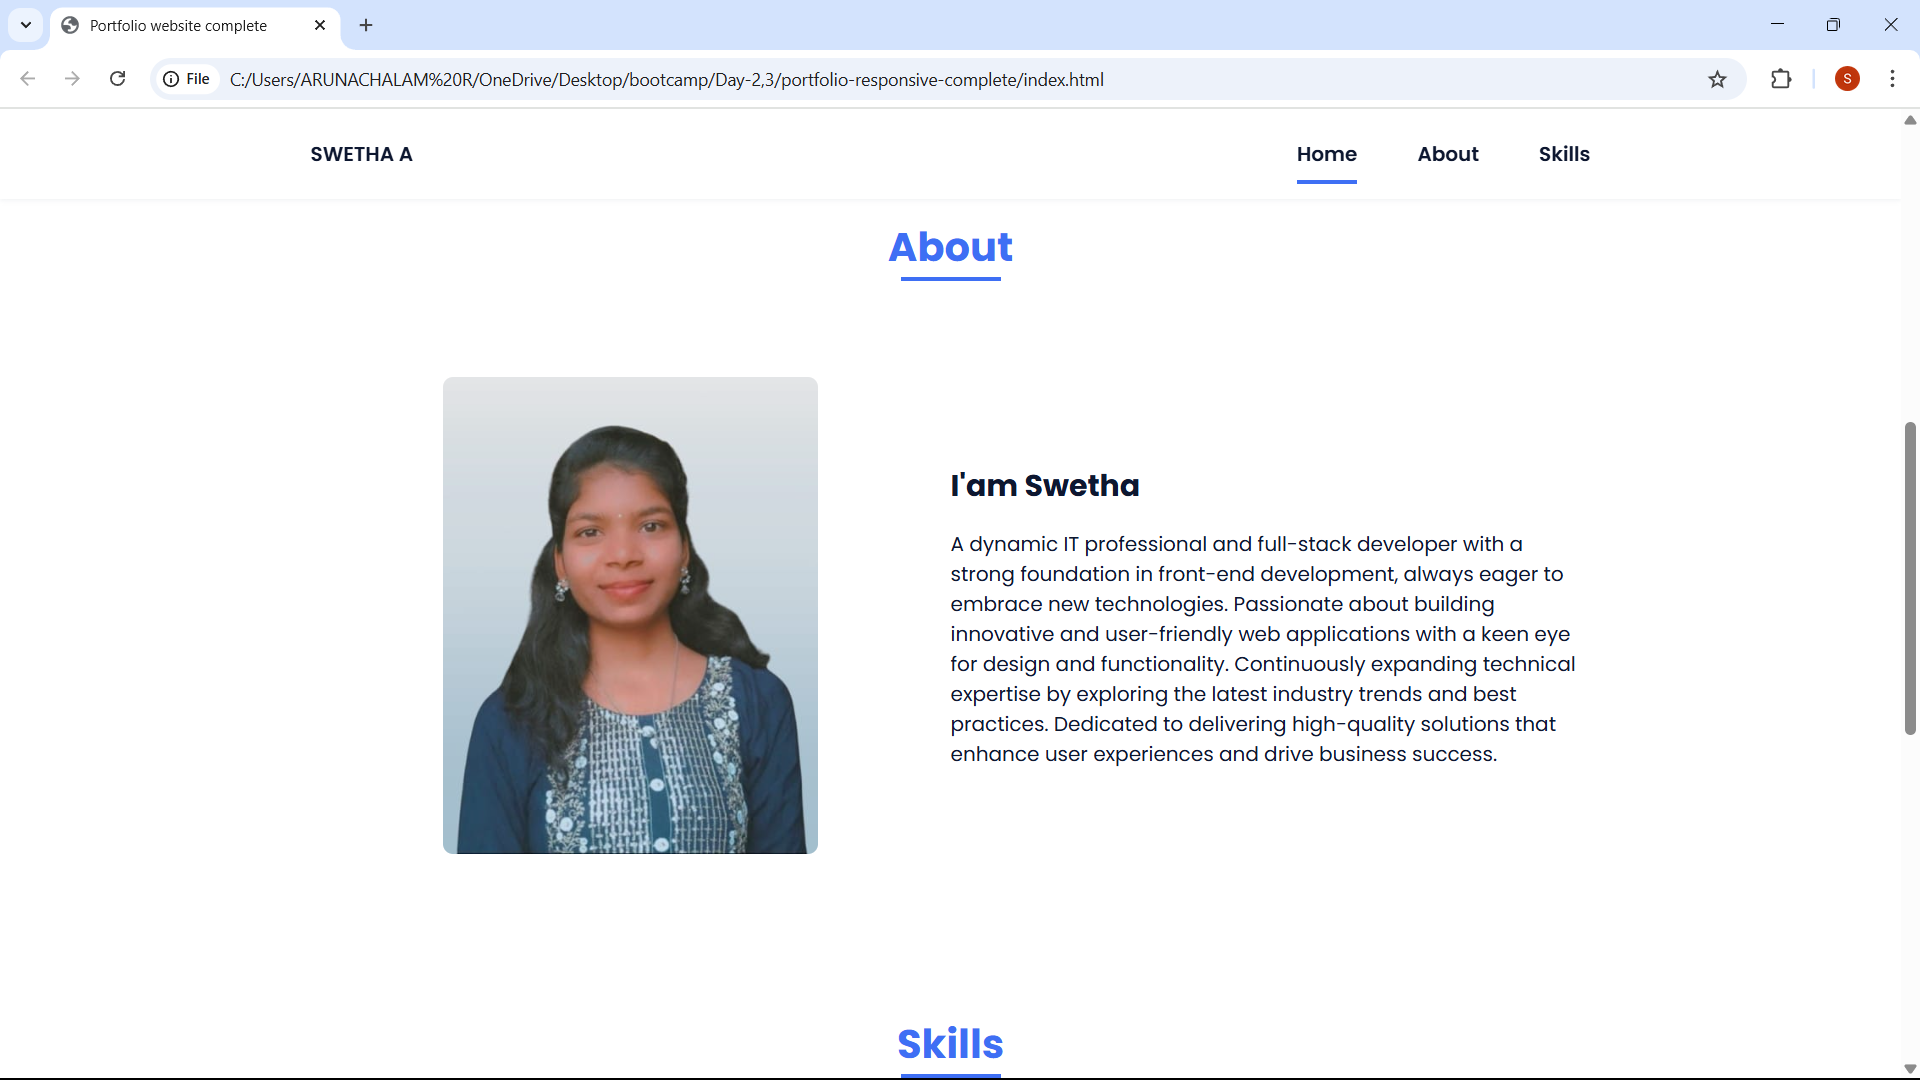 Portfolio website complete
File C:/Users/ARUNACHALAM%20R/OneDrive/Desktop/bootcamp/Day-2,3/portfolio-responsive-complete/index.html
S
SWETHA A
Home About Skills
About
I'am Swetha
A dynamic IT professional and full-stack developer with a
strong foundation in front-end development, always eager to
embrace new technologies. Passionate about building
innovative and user-friendly web applications with a keen eye
for design and functionality. Continuously expanding technical
expertise by exploring the latest industry trends and best
practices. Dedicated to delivering high-quality solutions that
enhance user experiences and drive business success.
Skills